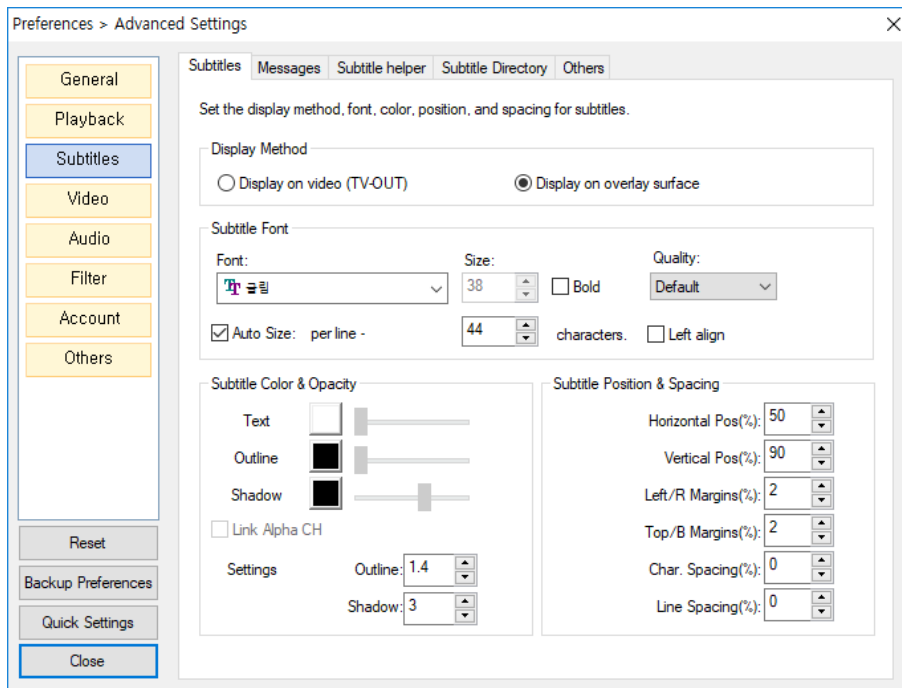 Preferences > Advanced Settings
General
Playback
Subtitles
Video
Audio
Filter
Account
Others
Reset
Backup Preferences
Quick Settings
Close
Subtitles Messages Subtitle helper Subtitle Directory Others
Set the display method, font, color, position, and spacing for subtitles.
Display Method
Display on video (TV-OUT) Display on overlay surface
Subtitle Font
Font: Size: Quality:
굴림 38 Bold Default
Auto Size: per line - 44 characters. Left align
Subtitle Color & Opacity
Text
Outline
Shadow
Link Alpha CH
Settings Outline: 1.4
Shadow: 3
Subtitle Position & Spacing
Horizontal Pos(%): 50
Vertical Pos(%): 90
Left/R Margins(%): 2
Top/B Margins(%): 2
Char. Spacing(%): 0
Line Spacing(%): 0